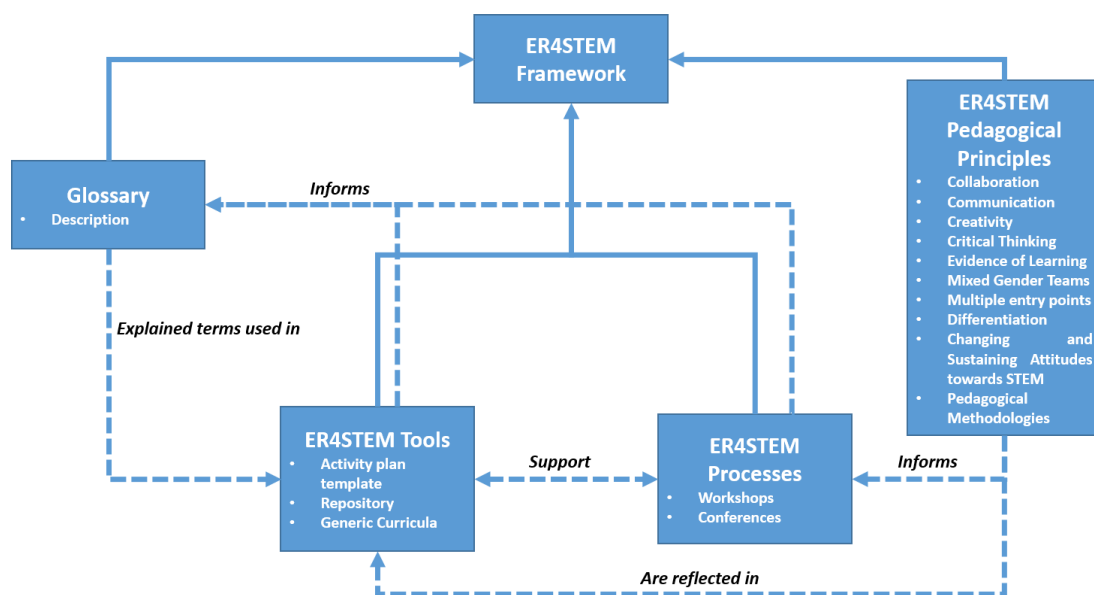 ER4STEM
Framework
ER4STEM
Pedagogical
Principles
• Collaboration
• Communication
• Creativity
• Critical Thinking
• Evidence of Learning
• Mixed Gender Teams
• Multiple entry points
• Differentiation
• Changing and
Sustaining Attitudes
towards STEM
• Pedagogical
Methodologies
Glossary
• Description
Informs
Explained terms used in
ER4STEM Tools
• Activity plan
template
• Repository
• Generic Curricula
Support
ER4STEM
Processes
• Workshops
• Conferences
Informs
Are reflected in